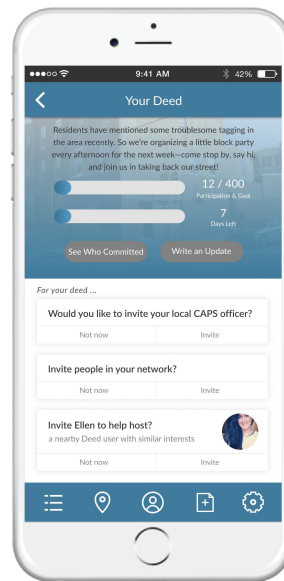 9:41 AM
42%
Your Deed
Residents have mentioned some troublesome tagging in
the area recently. So we're organizing a little block party
every afternoon for the next week—come stop by, say hi,
and join us in taking back our street!
12 / 400
Participation & Goal
7
Days Left
See Who Committed
Write an Update
For your deed ...
Would you like to invite your local CAPS officer?
Not now
Invite
Invite people in your network?
Not now
Invite
Invite Ellen to help host?
a nearby Deed user with similar interests
Not now
Invite